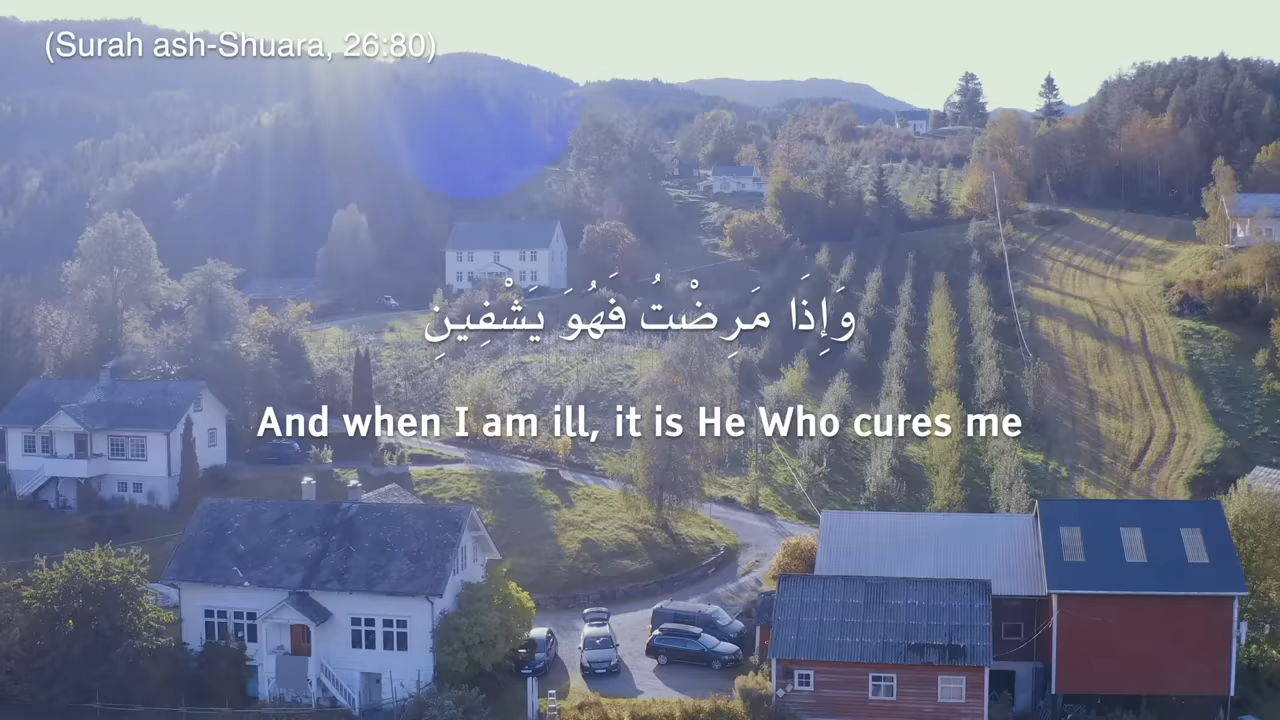 (Surah ash-Shuara, 26:80)
وَإِذَا مَرِضْتُ فَهُوَ يَشْفِينِ
And when I am ill, it is He Who cures me